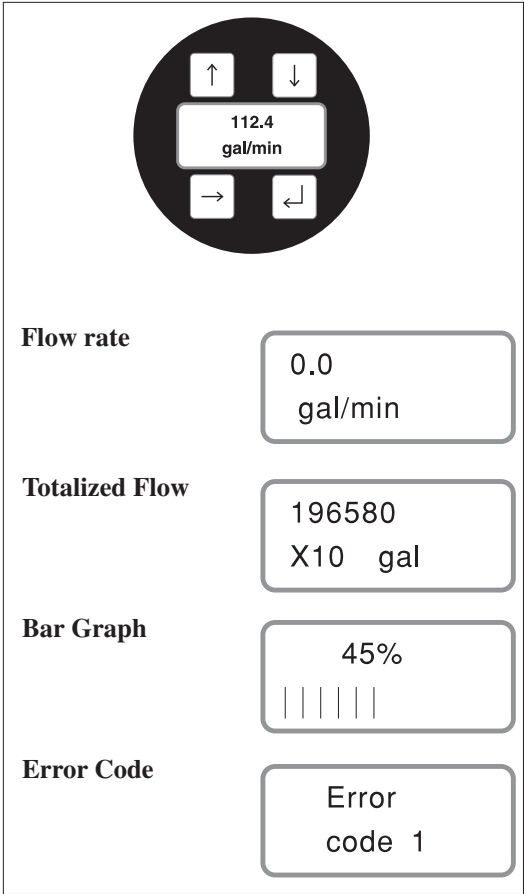 ↑ ↓
112.4
gal/min
→ ↵
Flow rate
0.0
gal/min
Totalized Flow
196580
X10 gal
Bar Graph
45%
||||||
Error Code
Error
code 1